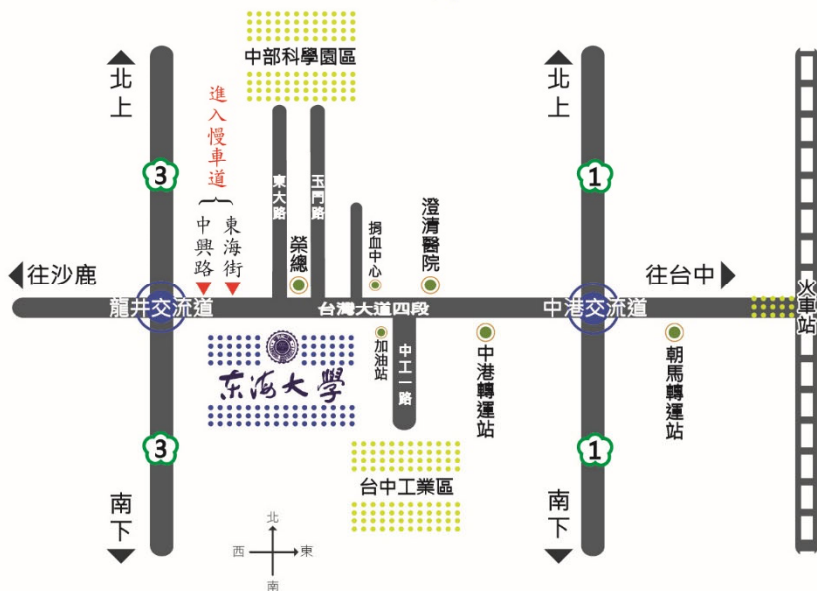 中部科學園區
北上
北上
進入慢車道
3
1
東大路
玉門路
中興路
東海街
榮總
捐血中心
澄清醫院
往沙鹿
往台中
火車站
龍井交流道
台灣大道四段
中港交流道
东海大學
加油站
中工一路
中港轉運站
朝馬轉運站
3
1
台中工業區
南下
南下
北
西
東
南